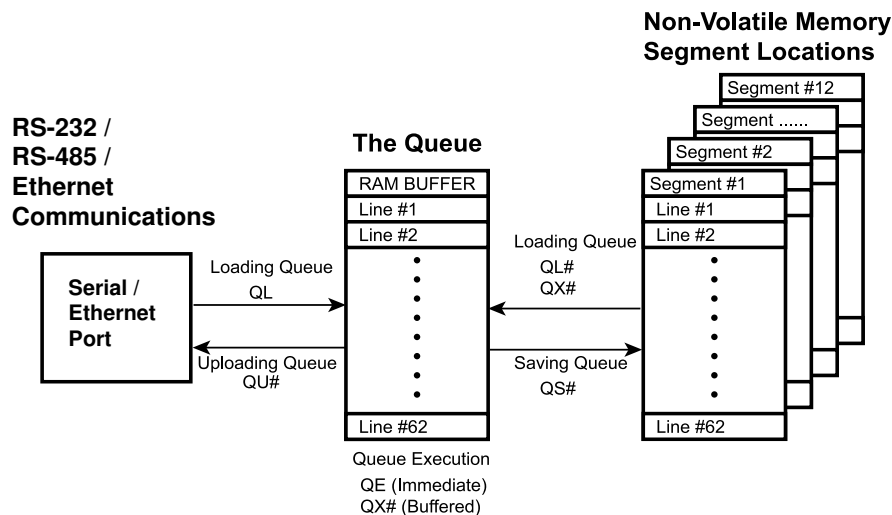 Non-Volatile Memory
Segment Locations
Segment #12
Segment ......
Segment #2
Segment #1
Line #1
Line #2
Line #62
RS-232 /
RS-485 /
Ethernet
Communications
Serial /
Ethernet
Port
The Queue
RAM BUFFER
Line #1
Line #2
Line #62
Loading Queue
QL
Uploading Queue
QU#
Loading Queue
QL#
QX#
Saving Queue
QS#
Queue Execution
QE (Immediate)
QX# (Buffered)